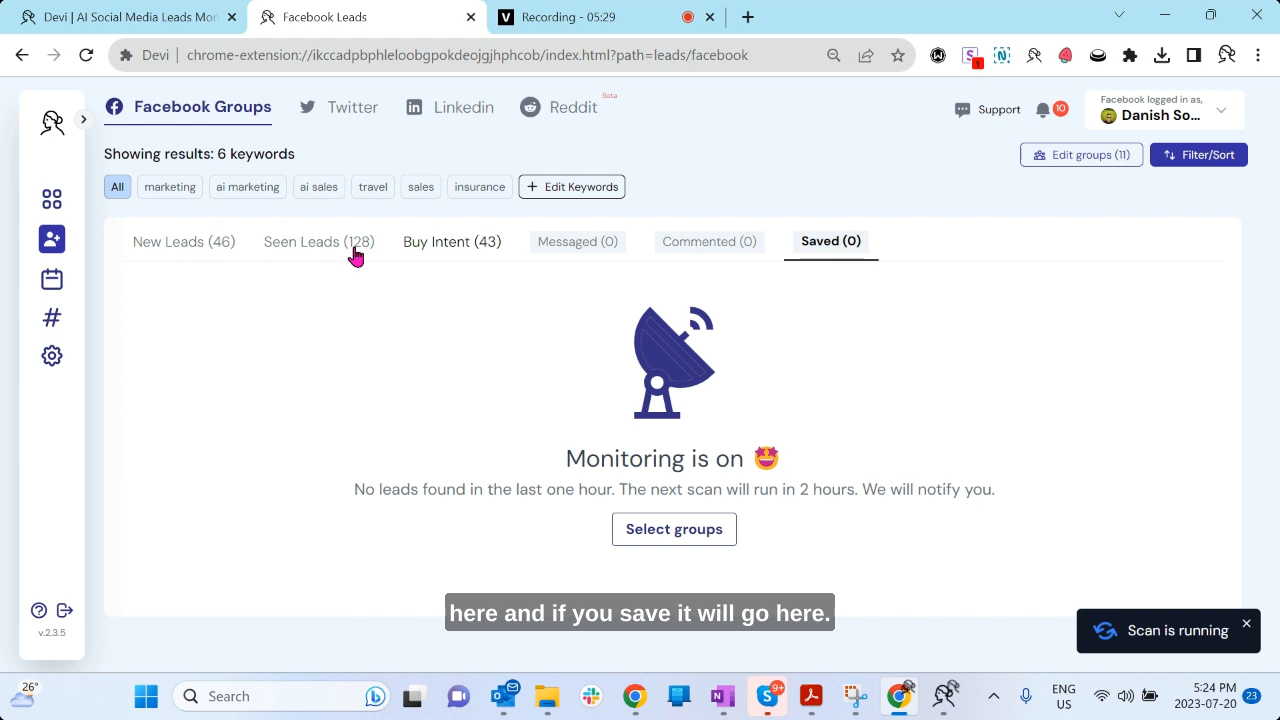 Devi | AI Social Media Leads Mon
Facebook Leads
Recording - 05:29
Devi
chrome-extension://ikccadpbphleloobgpokdeojgjhphcob/index.html?path=leads/facebook
1
Facebook Groups
Twitter
Linkedin
Reddit
Beta
Support
10
Facebook logged in as,
Danish So...
Showing results: 6 keywords
Edit groups (11)
Filter/Sort
All
marketing
ai marketing
ai sales
travel
sales
insurance
+ Edit Keywords
New Leads (46)
Seen Leads (128)
Buy Intent (43)
Messaged (0)
Commented (0)
Saved (0)
Monitoring is on 🤩
No leads found in the last one hour. The next scan will run in 2 hours. We will notify you.
Select groups
here and if you save it will go here.
Scan is running
v.2.3.5
26°
Search
9+
ENG
US
5:24 PM
2023-07-20
23